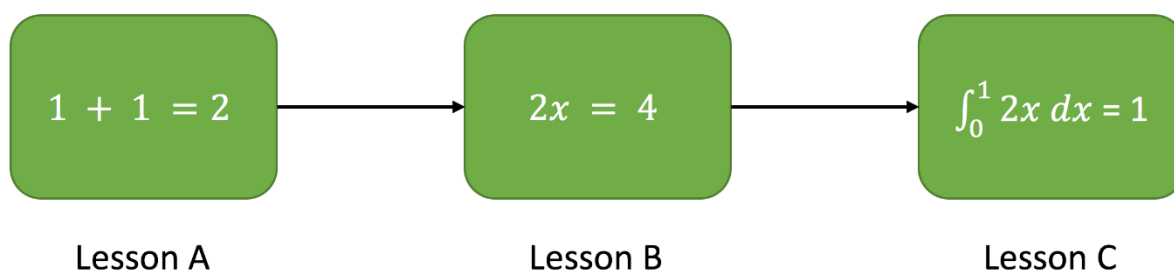 1 + 1 = 2
2x = 4
∫₀¹ 2x dx = 1
Lesson A
Lesson B
Lesson C